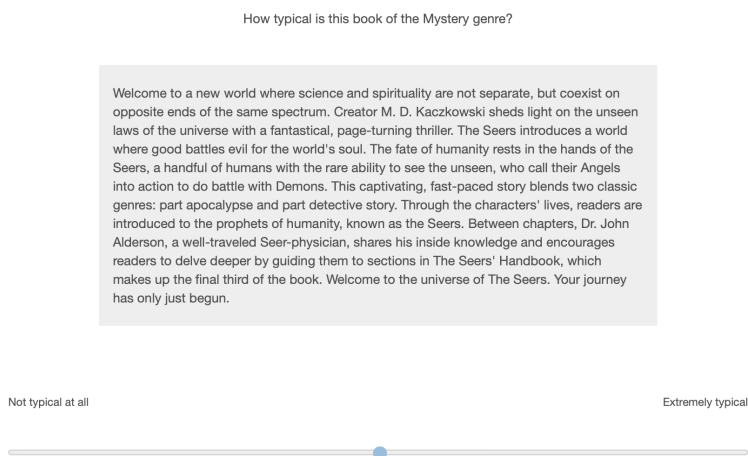 How typical is this book of the Mystery genre?
Welcome to a new world where science and spirituality are not separate, but coexist on
opposite ends of the same spectrum. Creator M. D. Kaczkowski sheds light on the unseen
laws of the universe with a fantastical, page-turning thriller. The Seers introduces a world
where good battles evil for the world's soul. The fate of humanity rests in the hands of the
Seers, a handful of humans with the rare ability to see the unseen, who call their Angels
into action to do battle with Demons. This captivating, fast-paced story blends two classic
genres: part apocalypse and part detective story. Through the characters' lives, readers are
introduced to the prophets of humanity, known as the Seers. Between chapters, Dr. John
Alderson, a well-traveled Seer-physician, shares his inside knowledge and encourages
readers to delve deeper by guiding them to sections in The Seers' Handbook, which
makes up the final third of the book. Welcome to the universe of The Seers. Your journey
has only just begun.
Not typical at all
Extremely typical